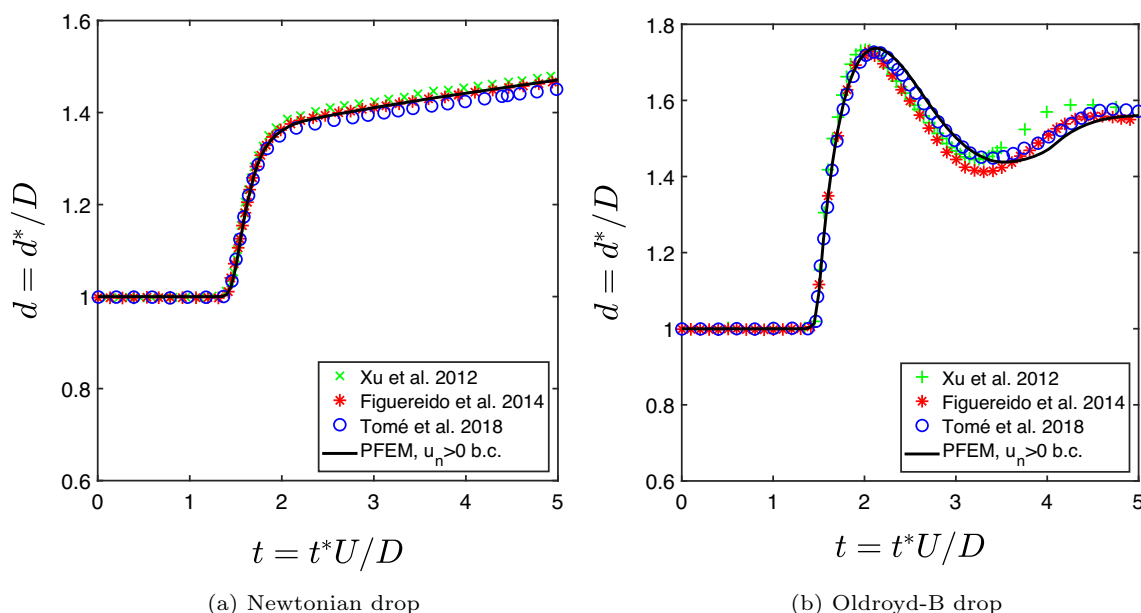 1.6
1.4
1.2
1
0.8
0.6
d = d*/D
Xu et al. 2012
Figuereido et al. 2014
Tomé et al. 2018
PFEM, u_n>0 b.c.
0 1 2 3 4 5
t = t*U/D
(a) Newtonian drop
1.8
1.6
1.4
1.2
1
0.8
0.6
d = d*/D
Xu et al. 2012
Figuereido et al. 2014
Tomé et al. 2018
PFEM, u_n>0 b.c.
0 1 2 3 4 5
t = t*U/D
(b) Oldroyd-B drop